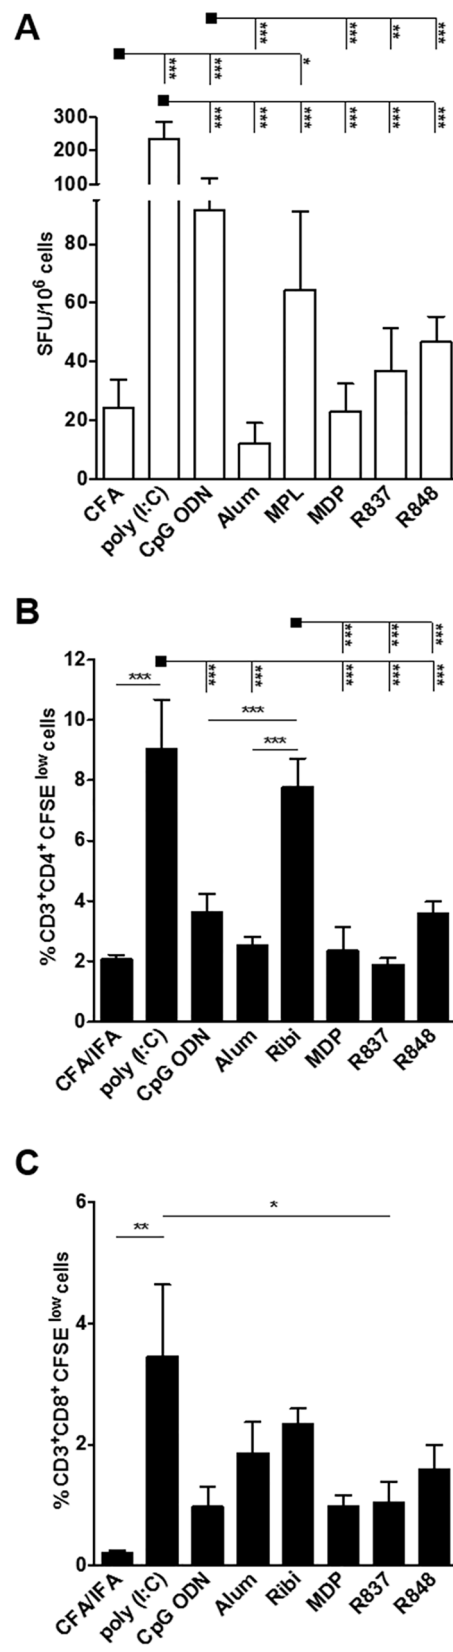 A
*** *** ** ***
*** *** *
*** *** *** *** *** ***
300
200
100
80
60
40
20
0
SFU/10⁶ cells
CFA poly (I:C) CpG ODN Alum MPL MDP R837 R848
B
*** *** ***
*** *** *** *** *** ***
***
***
12
10
8
6
4
2
0
% CD3⁺CD4⁺ CFSE ˡᵒʷ cells
CFA/IFA poly (I:C) CpG ODN Alum Ribi MDP R837 R848
C
*
**
6
4
2
0
% CD3⁺CD8⁺ CFSE ˡᵒʷ cells
CFA/IFA poly (I:C) CpG ODN Alum Ribi MDP R837 R848